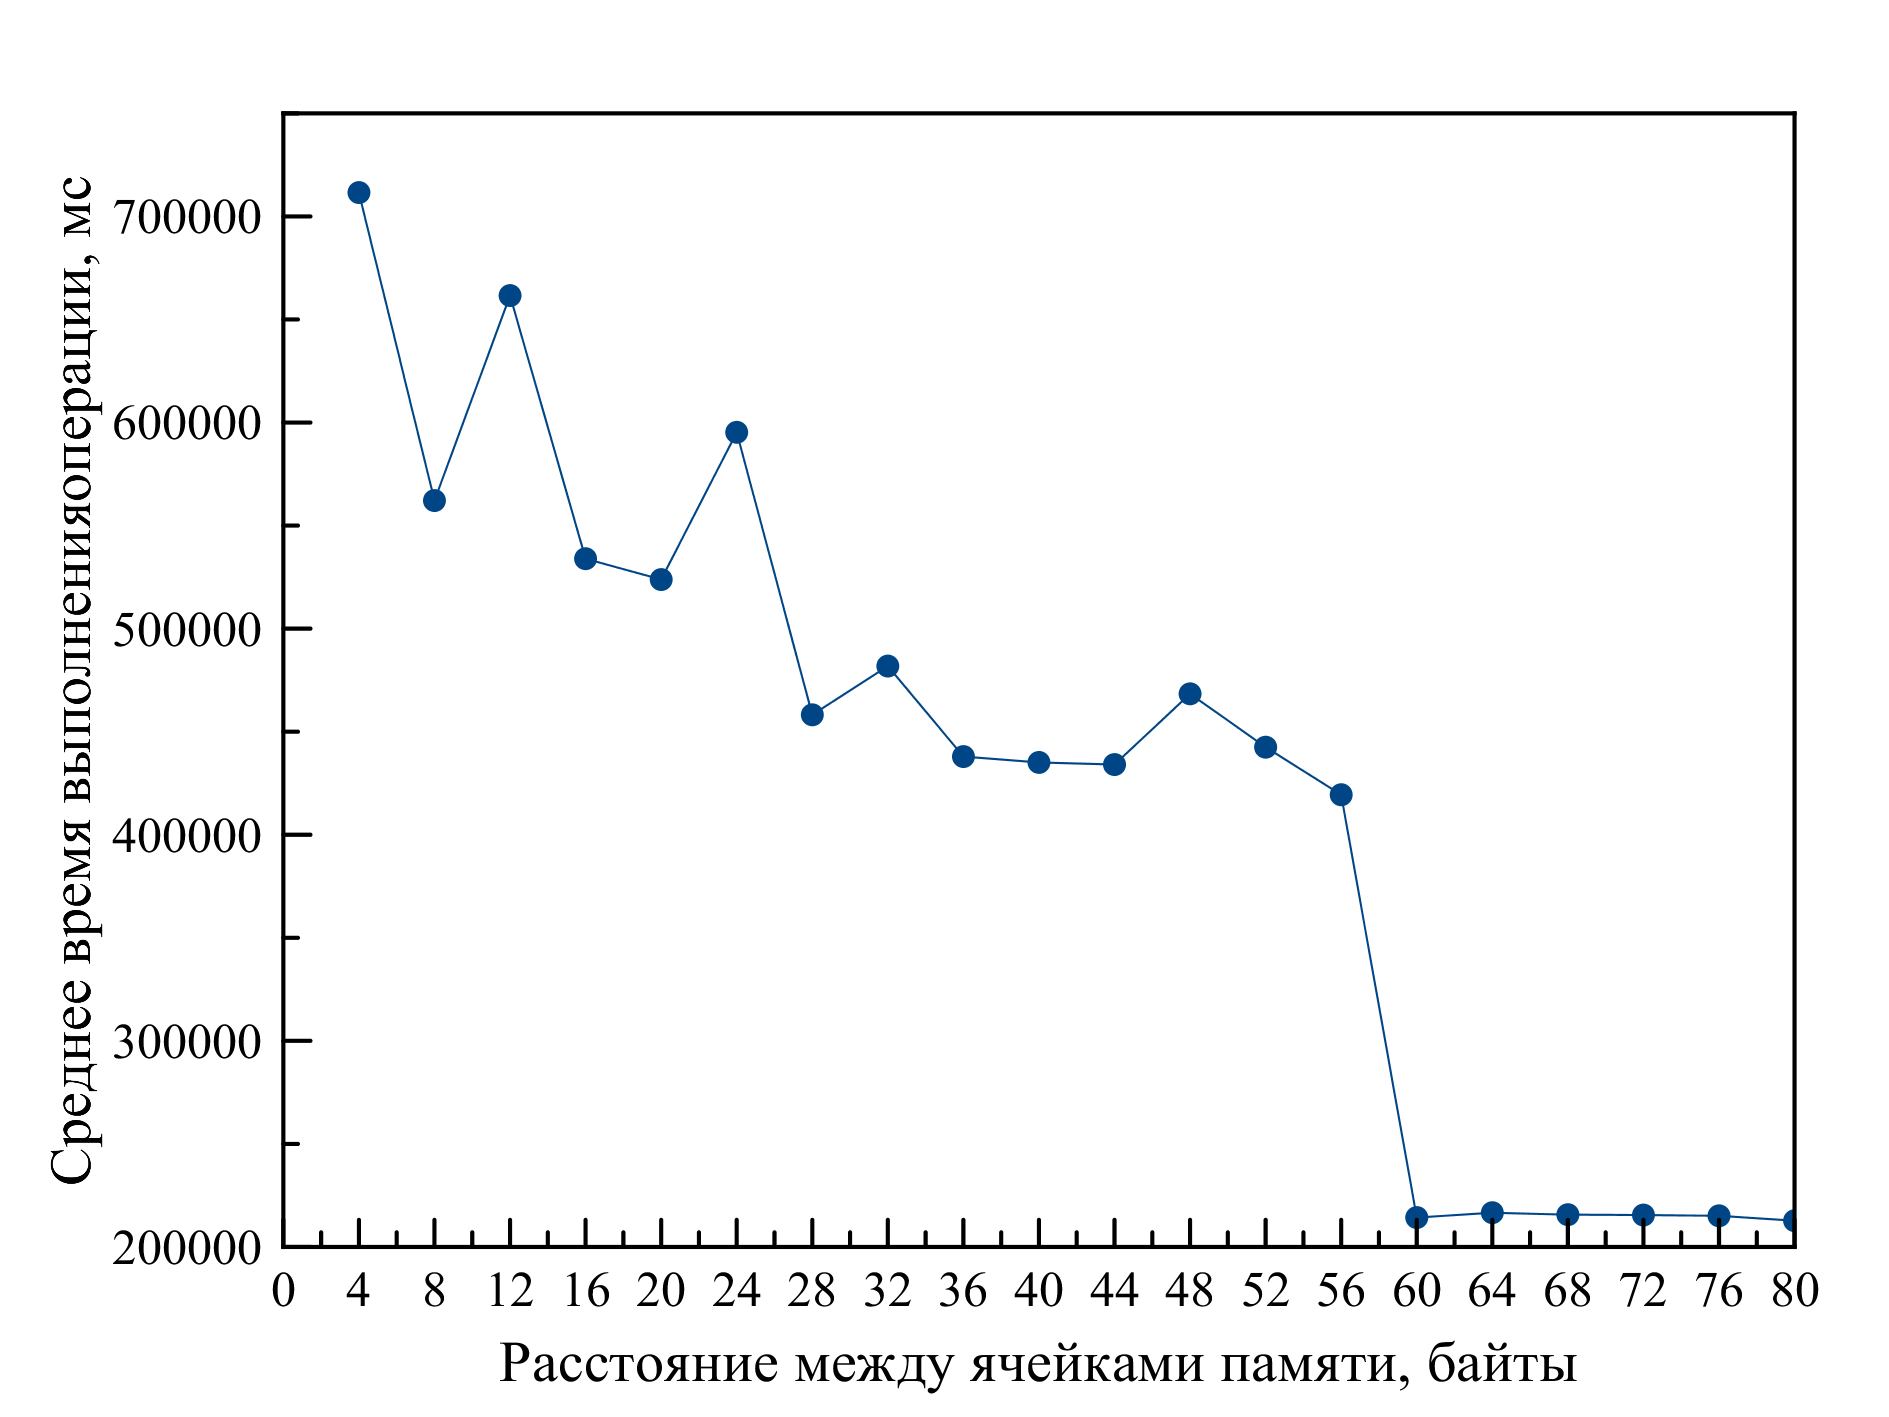 Среднее время выполненияоперации, мс
700000
600000
500000
400000
300000
200000
0 4 8 12 16 20 24 28 32 36 40 44 48 52 56 60 64 68 72 76 80
Расстояние между ячейками памяти, байты